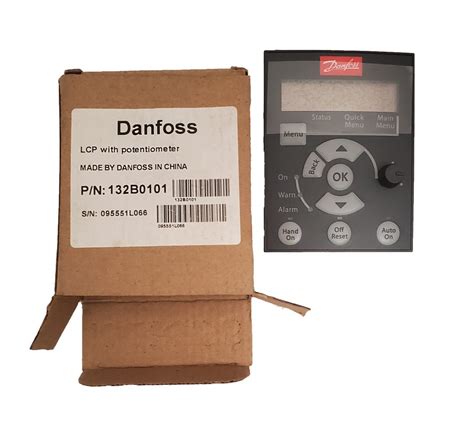 Danfoss
LCP with potentiometer
MADE BY DANFOSS IN CHINA
P/N: 132B0101
132B0101
S/N: 095551L066
095551L066
Danfoss
Status
Quick Menu
Main Menu
Menu
Back
OK
On
Warn.
Alarm
Hand On
Off Reset
Auto On